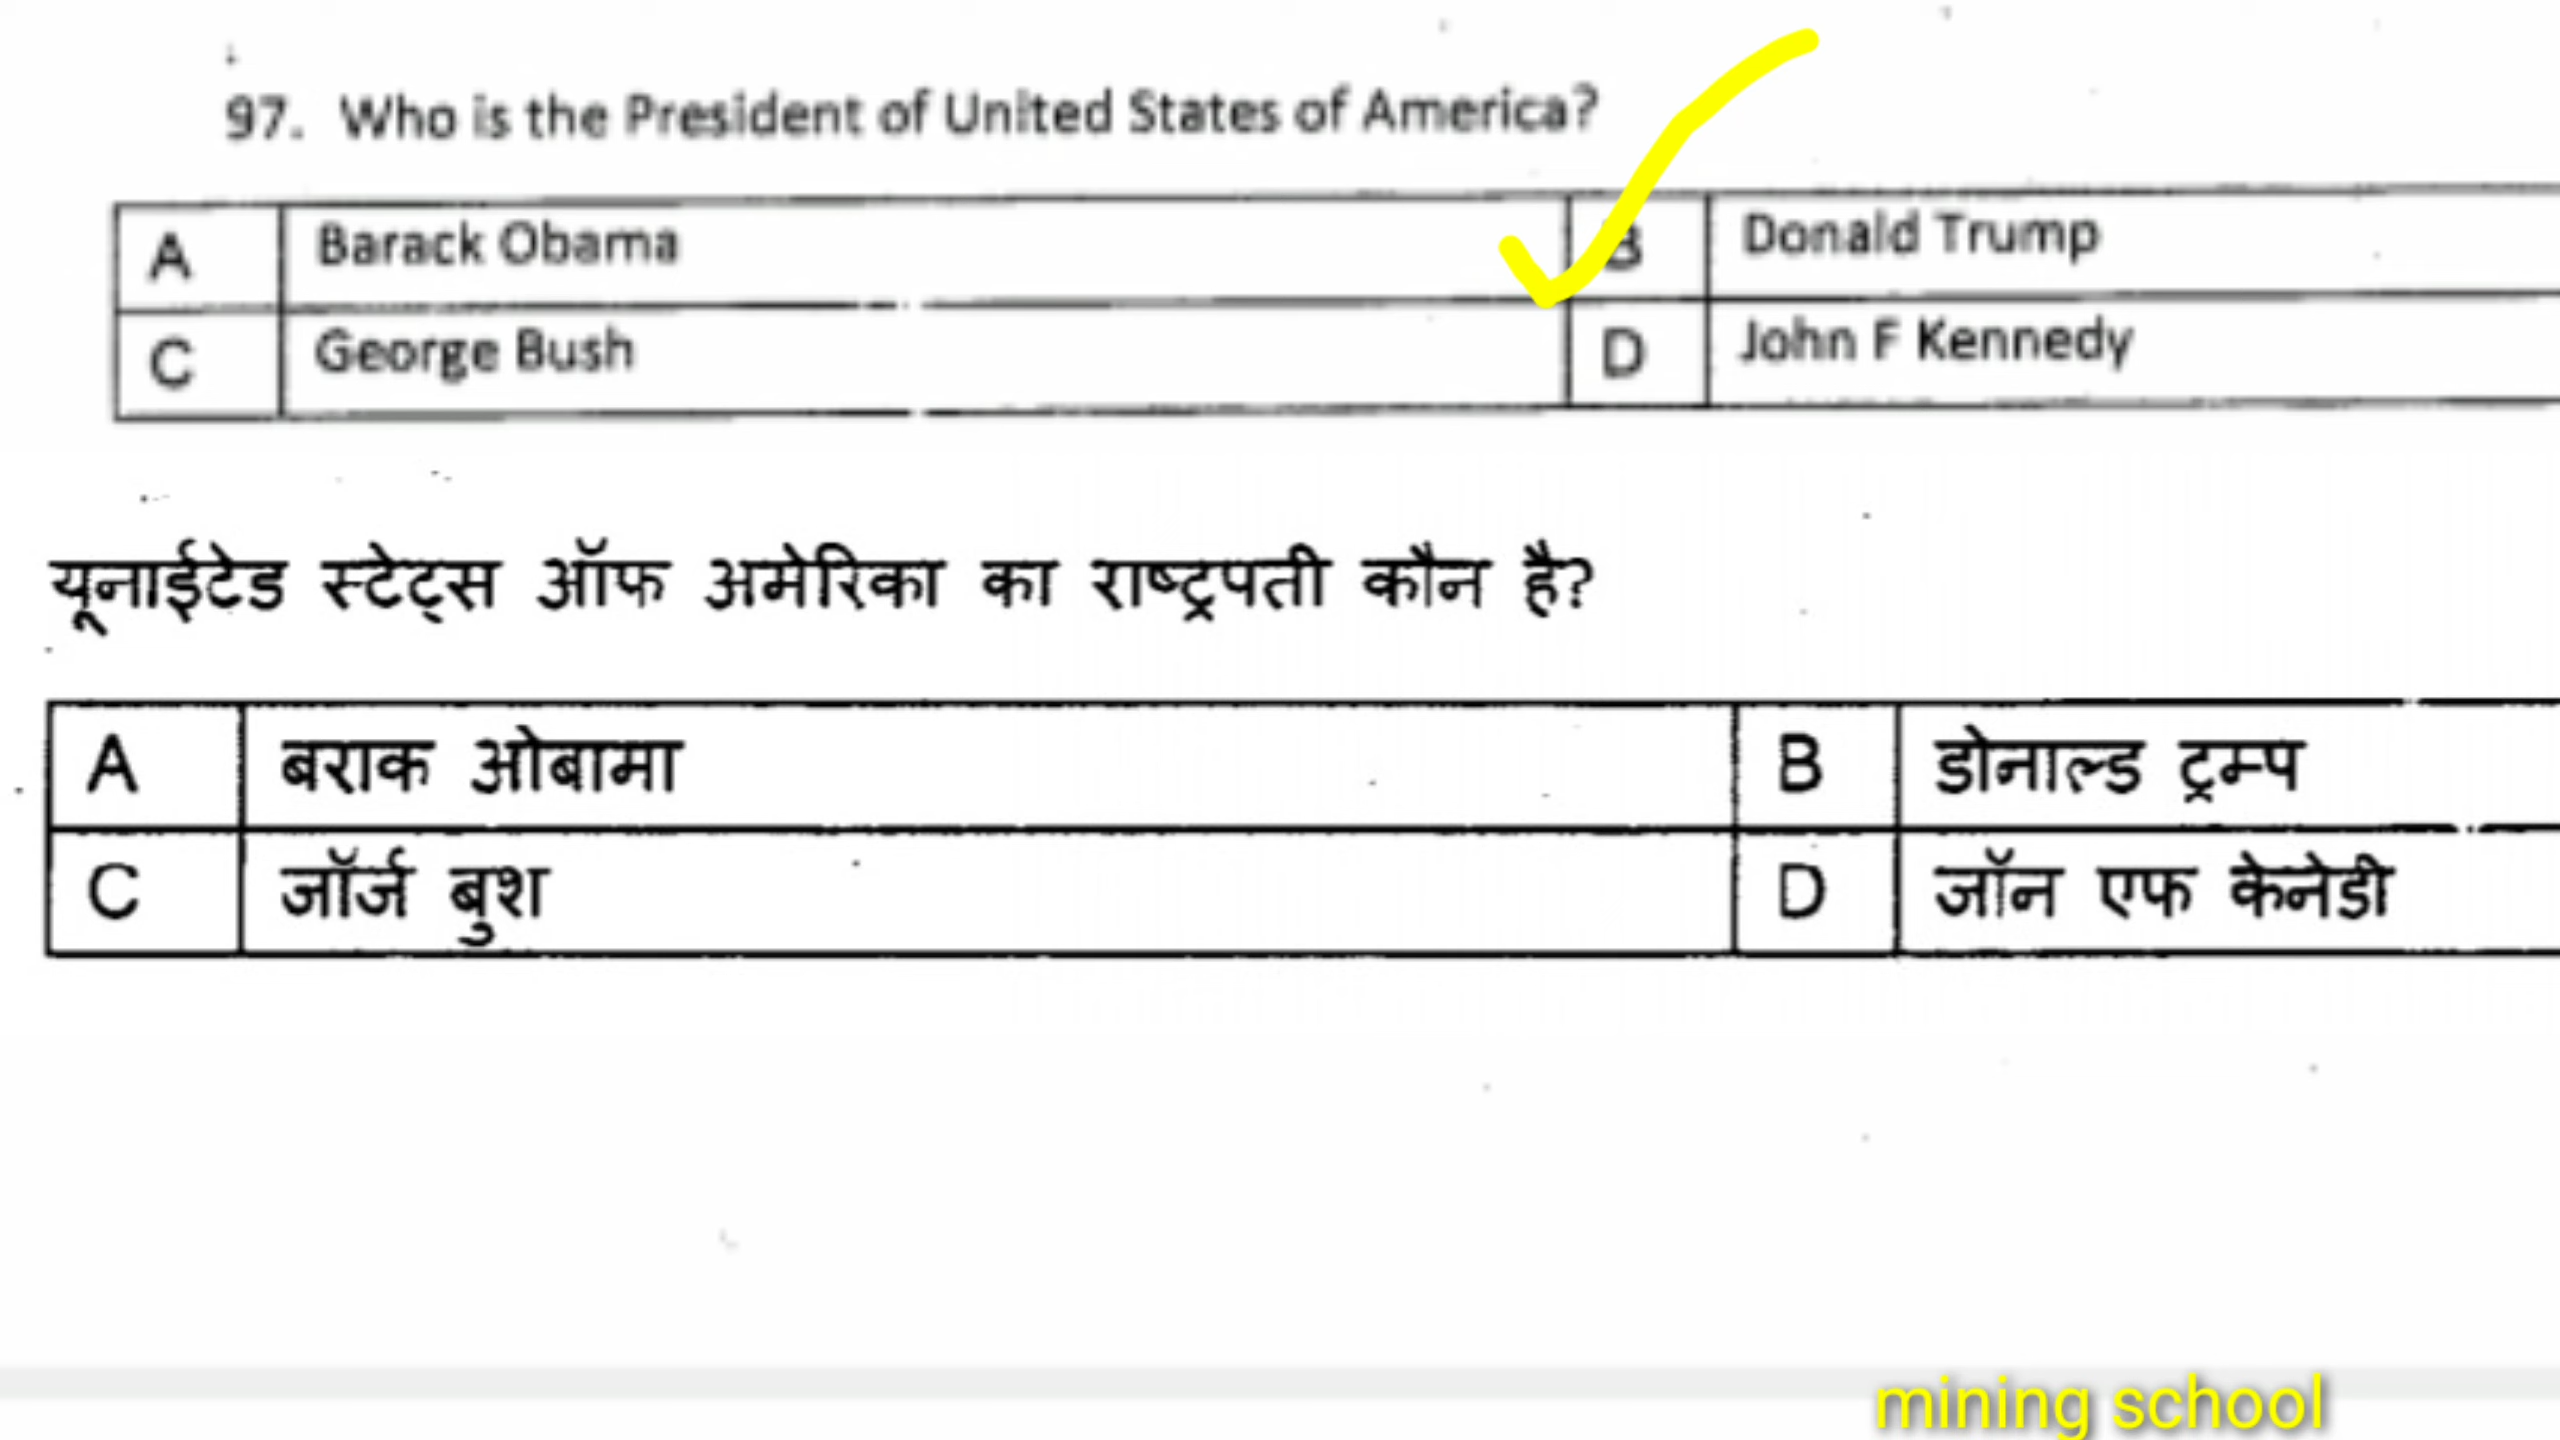 97. Who is the President of United States of America?
A Barack Obama B Donald Trump
C George Bush D John F Kennedy
यूनाईटेड स्टेट्स ऑफ अमेरिका का राष्ट्रपती कौन है?
A बराक ओबामा B डोनाल्ड ट्रम्प
C जॉर्ज बुश D जॉन एफ केनेडी
mining school